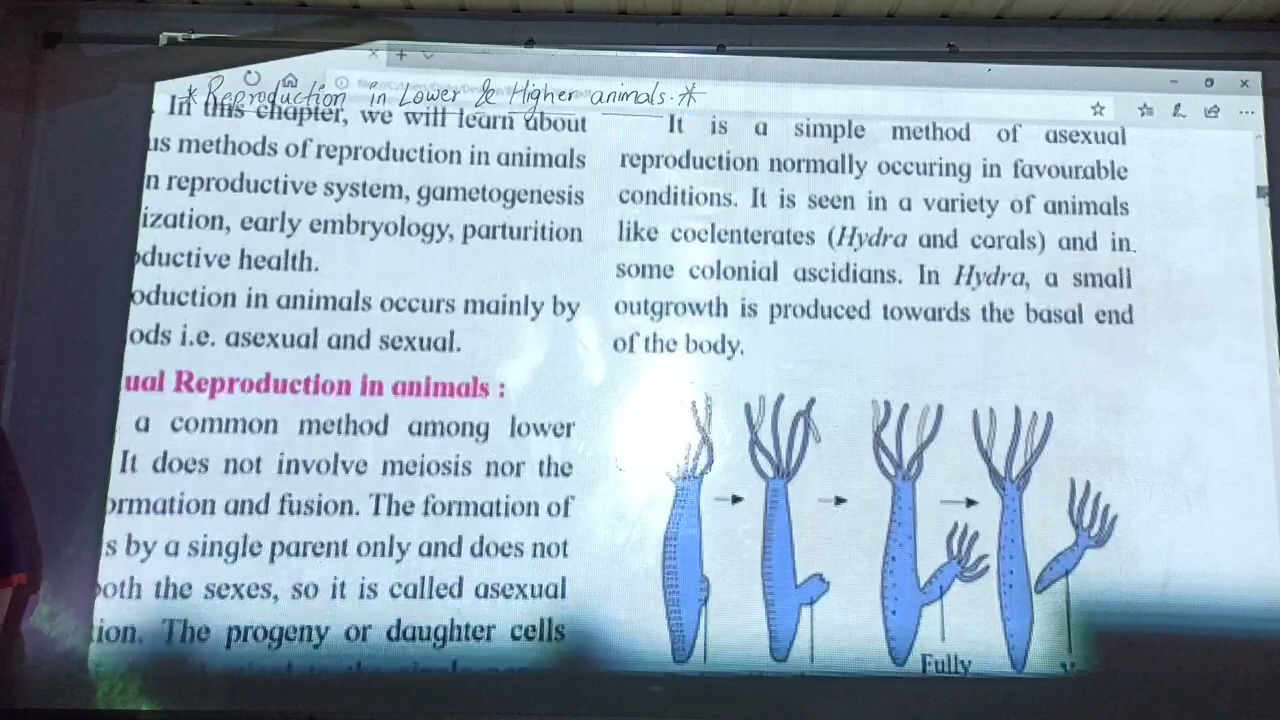 * Reproduction in Lower & Higher animals. *
In this chapter, we will learn about
us methods of reproduction in animals
n reproductive system, gametogenesis
ization, early embryology, parturition
oductive health.
oduction in animals occurs mainly by
ods i.e. asexual and sexual.
ual Reproduction in animals :
a common method among lower
It does not involve meiosis nor the
ormation and fusion. The formation of
s by a single parent only and does not
both the sexes, so it is called asexual
ion. The progeny or daughter cells
It is a simple method of asexual
reproduction normally occuring in favourable
conditions. It is seen in a variety of animals
like coelenterates (Hydra and corals) and in
some colonial ascidians. In Hydra, a small
outgrowth is produced towards the basal end
of the body.
Fully